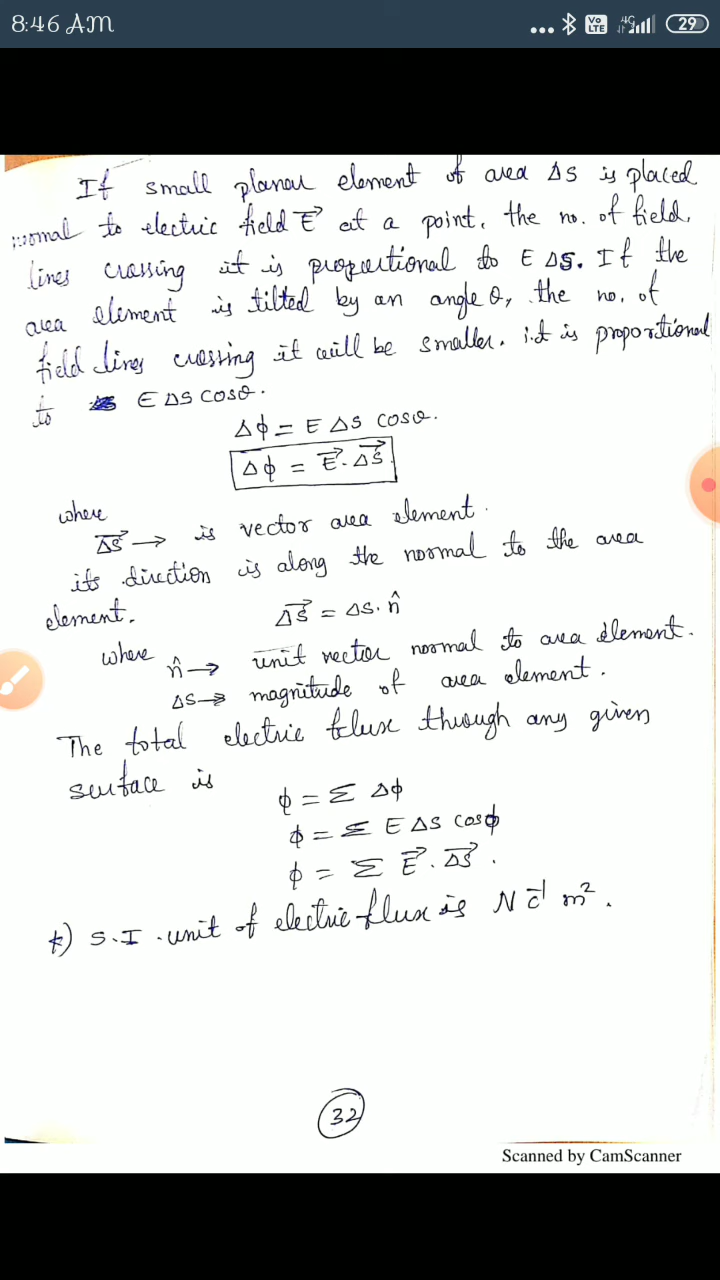 8:46 AM
... Vo LTE 4G 29
If small planar element of area ΔS is placed
normal to electric field E⃗ at a point, the no. of field
lines crossing it is proportional to E ΔS. If the
area element is tilted by an angle θ, the no. of
field lines crossing it will be smaller. i.t is proportional
to E ΔS cosθ.
Δϕ = E ΔS cosθ.
Δϕ = E⃗. ΔS⃗
where
ΔS⃗ → is vector area element.
its direction is along the normal to the area
element. ΔS⃗ = ΔS. n̂
where n̂ → unit vector normal to area element.
ΔS → magnitude of area element.
The total electric flux through any given
surface is
ϕ = Σ Δϕ
ϕ = Σ E ΔS cosϕ
ϕ = Σ E⃗. ΔS⃗.
*) S.I. unit of electric flux is N C⁻¹ m².
32
Scanned by CamScanner